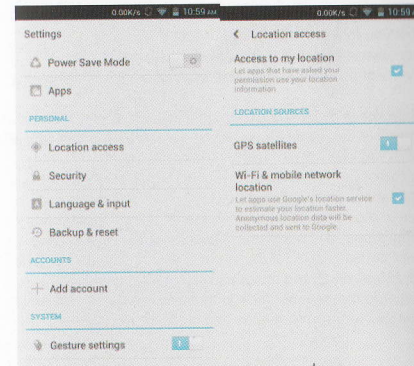 0.00K/s 10:59 AM
Settings
Power Save Mode
Apps
PERSONAL
Location access
Security
Language & input
Backup & reset
ACCOUNTS
Add account
SYSTEM
Gesture settings
0.00K/s 10:59
Location access
Access to my location
Let apps that have asked your
permission use your location
information
LOCATION SOURCES
GPS satellites
Wi-Fi & mobile network
location
Let apps use Google's location service
to estimate your location faster.
Anonymous location data will be
collected and sent to Google.